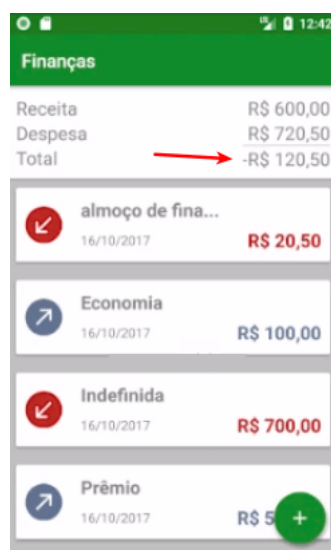 12:42
Finanças
Receita R$ 600,00
Despesa R$ 720,50
Total -R$ 120,50
almoço de fina...
16/10/2017 R$ 20,50
Economia
16/10/2017 R$ 100,00
Indefinida
16/10/2017 R$ 700,00
Prêmio
16/10/2017 R$ 5
+